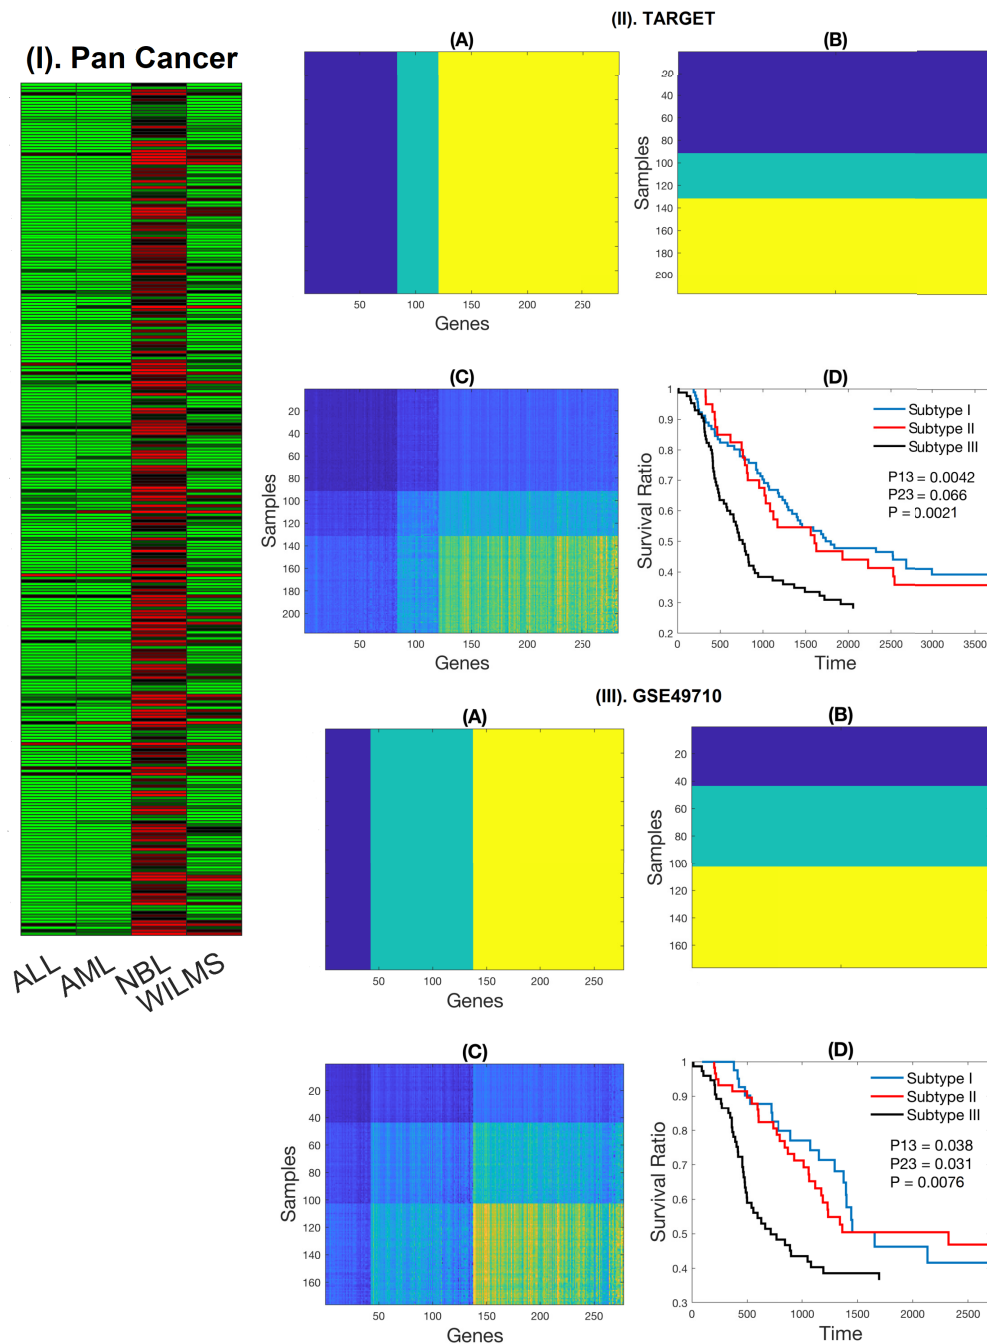 (I). Pan Cancer
ALL
AML
NBL
WILMS
(II). TARGET
(A)
50
100
150
200
250
50
100
150
200
250
Genes
(B)
Samples
20
40
60
80
100
120
140
160
180
200
(C)
Samples
20
40
60
80
100
120
140
160
180
200
50
100
150
200
250
Genes
(D)
Survival Ratio
1
0.9
0.8
0.7
0.6
0.5
0.4
0.3
0.2
0
500
1000
1500
2000
2500
3000
3500
Time
Subtype I
Subtype II
Subtype III
P13 = 0.0042
P23 = 0.066
P = 0.0021
(III). GSE49710
(A)
50
100
150
200
250
Genes
(B)
Samples
20
40
60
80
100
120
140
160
(C)
Samples
20
40
60
80
100
120
140
160
50
100
150
200
250
Genes
(D)
Survival Ratio
1
0.9
0.8
0.7
0.6
0.5
0.4
0.3
0
500
1000
1500
2000
2500
Time
Subtype I
Subtype II
Subtype III
P13 = 0.038
P23 = 0.031
P = 0.0076